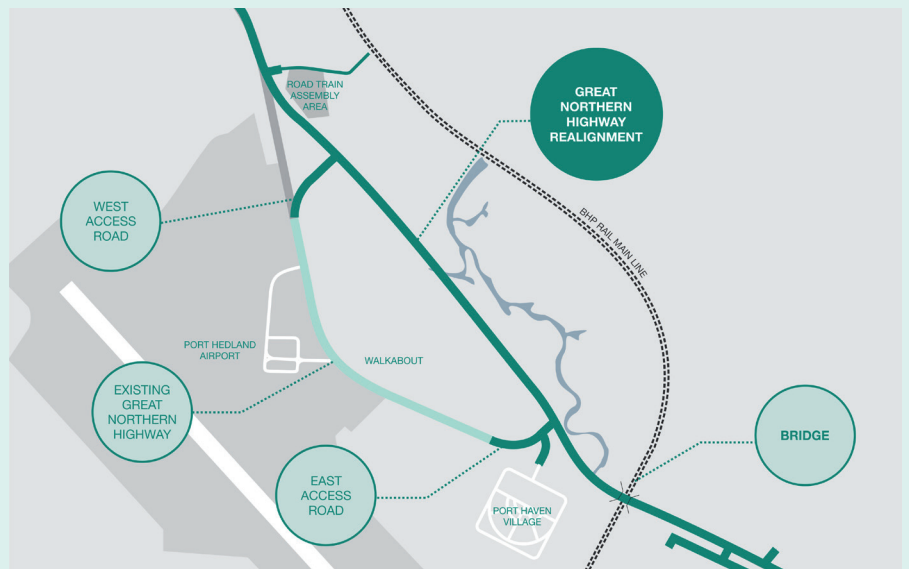 ROAD TRAIN
ASSEMBLY
AREA
GREAT
NORTHERN
HIGHWAY
REALIGNMENT
WEST
ACCESS
ROAD
BHP RAIL MAIN LINE
PORT HEDLAND
AIRPORT
WALKABOUT
EXISTING
GREAT
NORTHERN
HIGHWAY
BRIDGE
EAST
ACCESS
ROAD
PORT HAVEN
VILLAGE